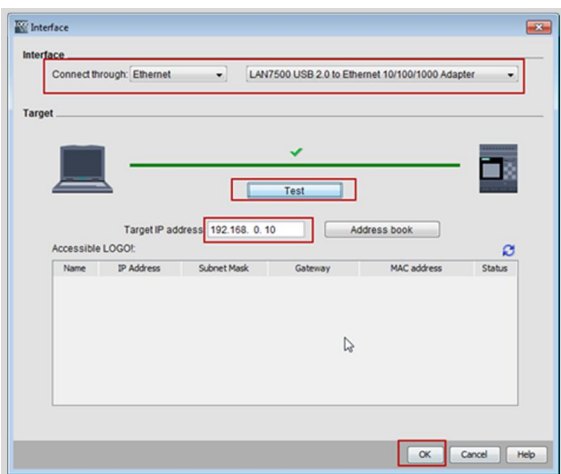 Interface
Interface
Connect through: Ethernet LAN7500 USB 2.0 to Ethernet 10/100/1000 Adapter
Target
Test
Target IP address: 192.168. 0. 10 Address book
Accessible LOGO!:
Name IP Address Subnet Mask Gateway MAC address Status
OK Cancel Help